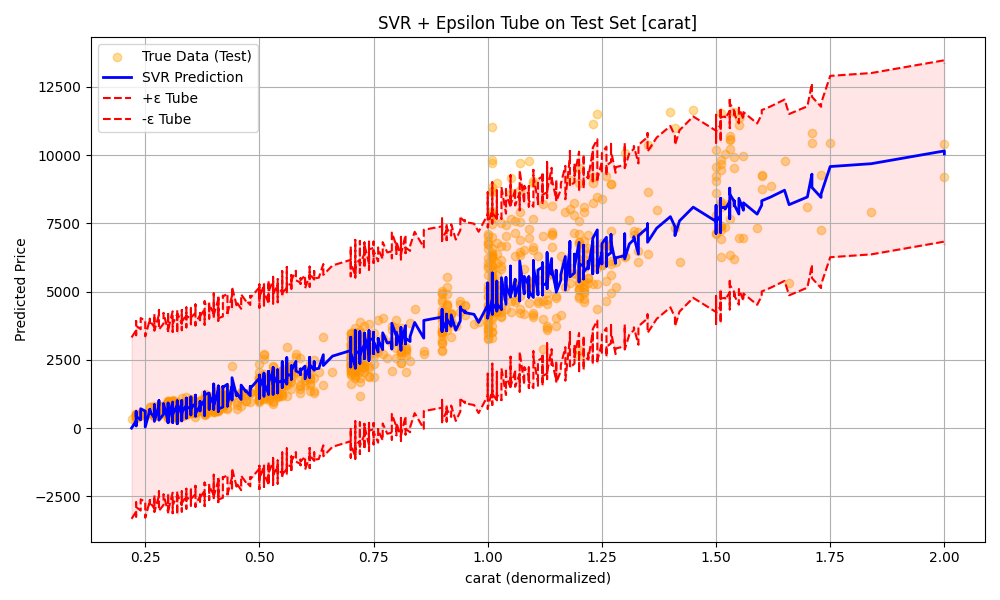 SVR + Epsilon Tube on Test Set [carat]
True Data (Test)
SVR Prediction
+ε Tube
-ε Tube
Predicted Price
12500
10000
7500
5000
2500
0
−2500
0.25 0.50 0.75 1.00 1.25 1.50 1.75 2.00
carat (denormalized)